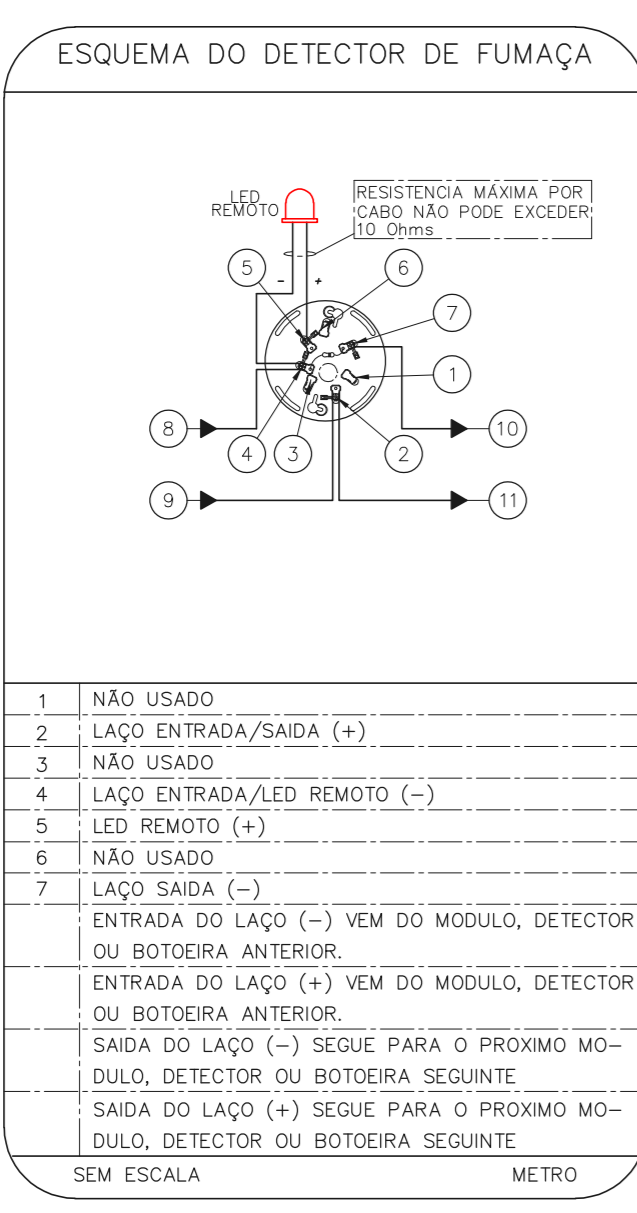 ESQUEMA DO DETECTOR DE FUMAÇA
LED
REMOTO
RESISTENCIA MÁXIMA POR
CABO NÃO PODE EXCEDER
10 Ohms
5
6
- +
7
1
8
4
3
2
10
9
11
1 NÃO USADO
2 LAÇO ENTRADA/SAIDA (+)
3 NÃO USADO
4 LAÇO ENTRADA/LED REMOTO (-)
5 LED REMOTO (+)
6 NÃO USADO
7 LAÇO SAIDA (-)
ENTRADA DO LAÇO (-) VEM DO MODULO, DETECTOR
OU BOTOEIRA ANTERIOR.
ENTRADA DO LAÇO (+) VEM DO MODULO, DETECTOR
OU BOTOEIRA ANTERIOR.
SAIDA DO LAÇO (-) SEGUE PARA O PROXIMO MO-
DULO, DETECTOR OU BOTOEIRA SEGUINTE
SAIDA DO LAÇO (+) SEGUE PARA O PROXIMO MO-
DULO, DETECTOR OU BOTOEIRA SEGUINTE
SEM ESCALA METRO